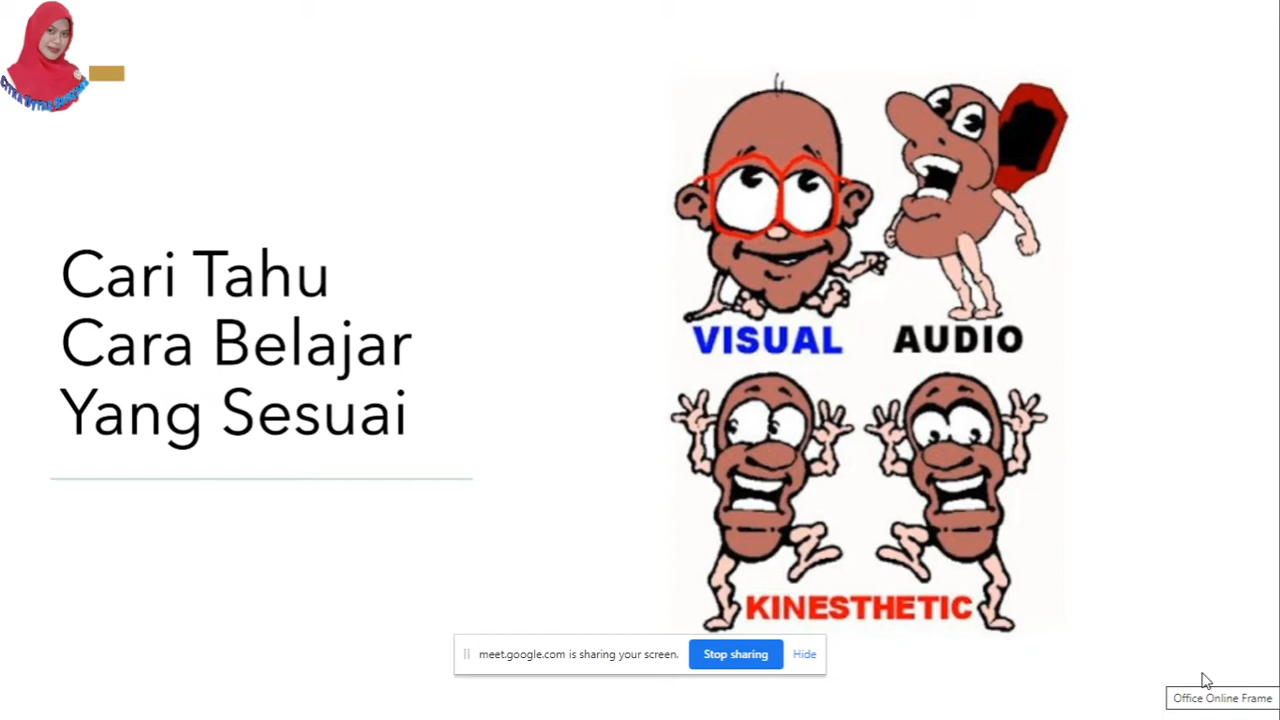 Cari Tahu
Cara Belajar
Yang Sesuai
VISUAL
AUDIO
KINESTHETIC
meet.google.com is sharing your screen.
Stop sharing
Hide
Office Online Frame